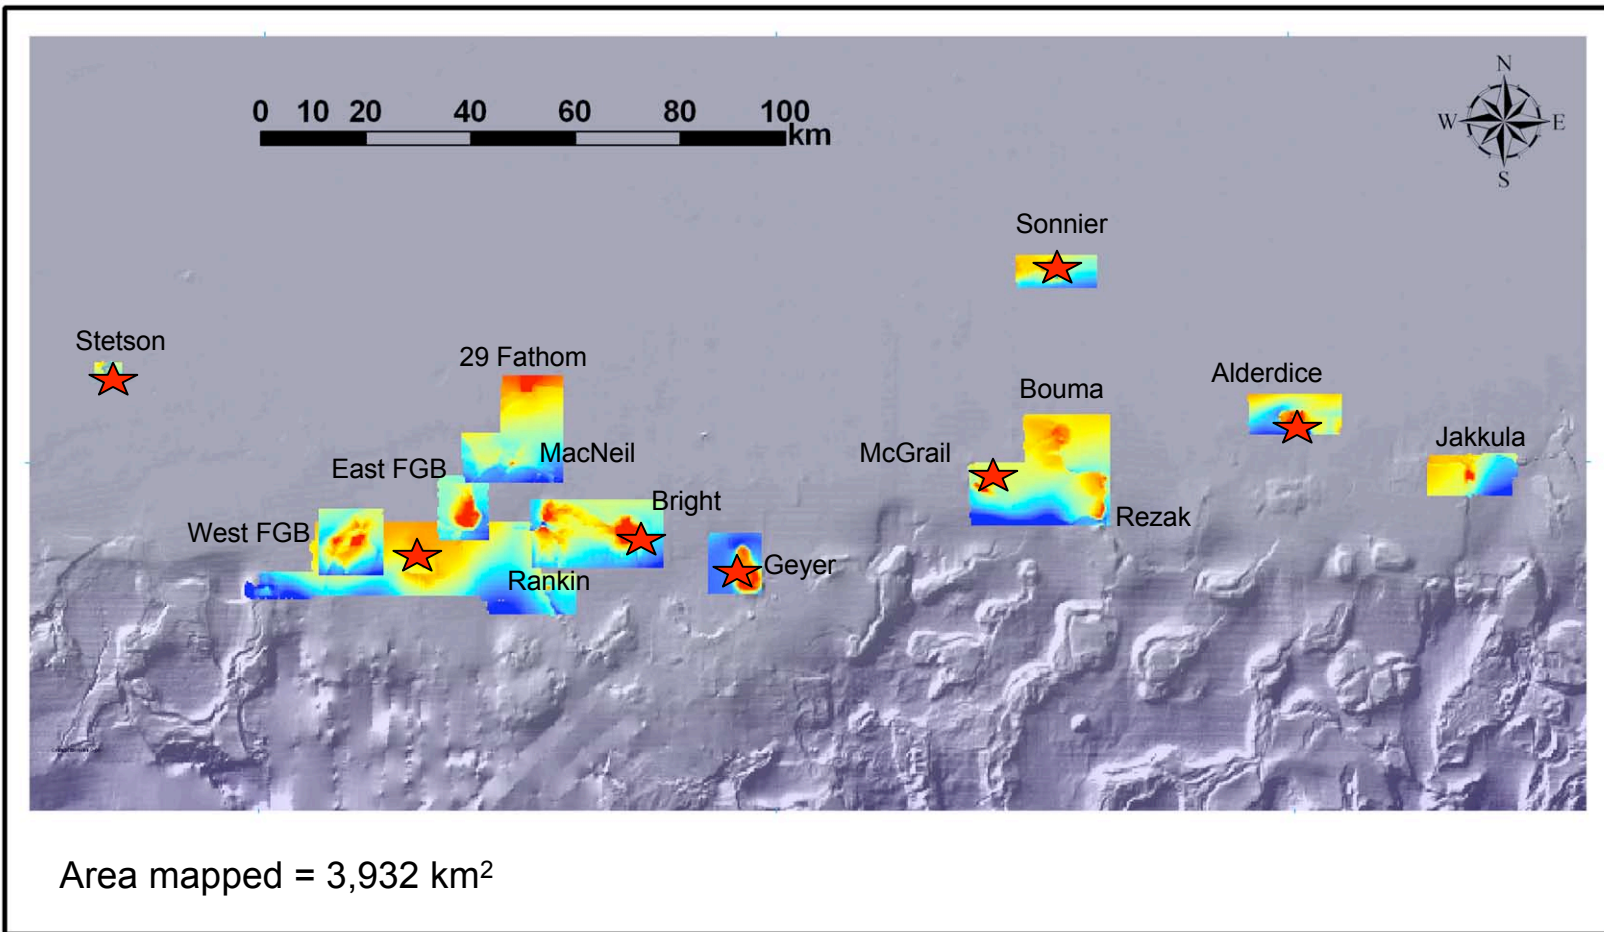 N
W E
S
0 10 20 40 60 80 100
km
Sonnier
Stetson
29 Fathom
Bouma
Alderdice
Jakkula
MacNeil
McGrail
East FGB
Bright
Rezak
West FGB
Geyer
Rankin
Area mapped = 3,932 km²